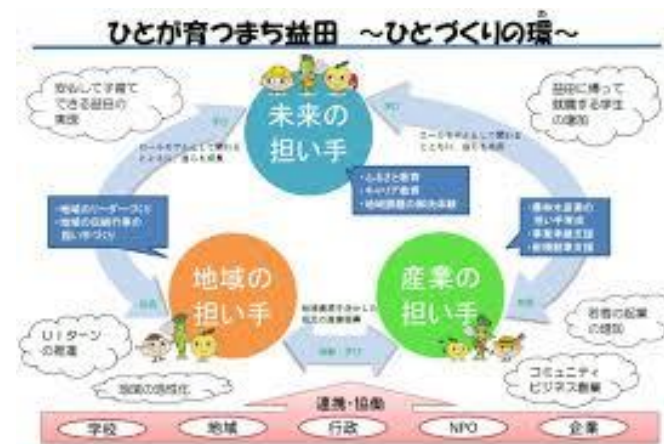 ひとが育つまち益田 ～ひとづくりの環～
わ
安心して子育て
できる益田の
実現
益田に帰って
就職する学生
の増加
未来の
担い手
・ふるさと教育
・キャリア教育
・地域課題の解決体験
・地域のリーダーづくり
・地域の伝統行事の
担い手づくり
・農林水産業の
担い手育成
・事業承継支援
・新規就業支援
地域の
担い手
産業の
担い手
UIターン
の促進
地域の活性化
若者の起業
の増加
コミュニティ
ビジネス創業
連携・協働
学校
地域
行政
NPO
企業